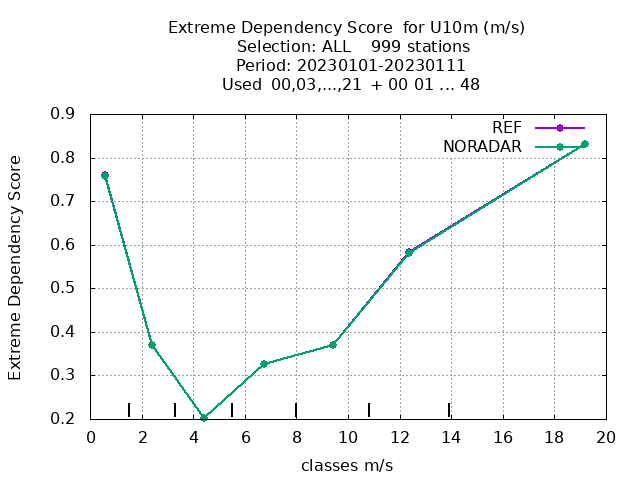 Extreme Dependency Score  for U10m (m/s)
Selection: ALL    999 stations
Period: 20230101-20230111
Used  00,03,...,21  + 00 01 ... 48
REF
NORADAR
Extreme Dependency Score
0.9
0.8
0.7
0.6
0.5
0.4
0.3
0.2
0 2 4 6 8 10 12 14 16 18 20
classes m/s